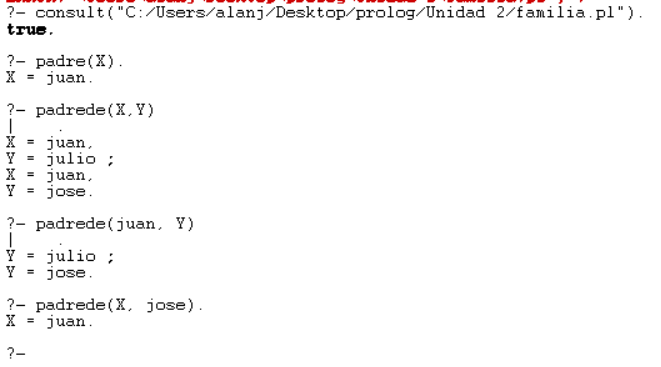 ?- consult("C:/Users/alanj/Desktop/prolog/Unidad 2/familia.pl").
true.
?- padre(X).
X = juan.
?- padrede(X,Y)
|    .
X = juan,
Y = julio ;
X = juan,
Y = jose.
?- padrede(juan, Y)
|    .
Y = julio ;
Y = jose.
?- padrede(X, jose).
X = juan.
?-